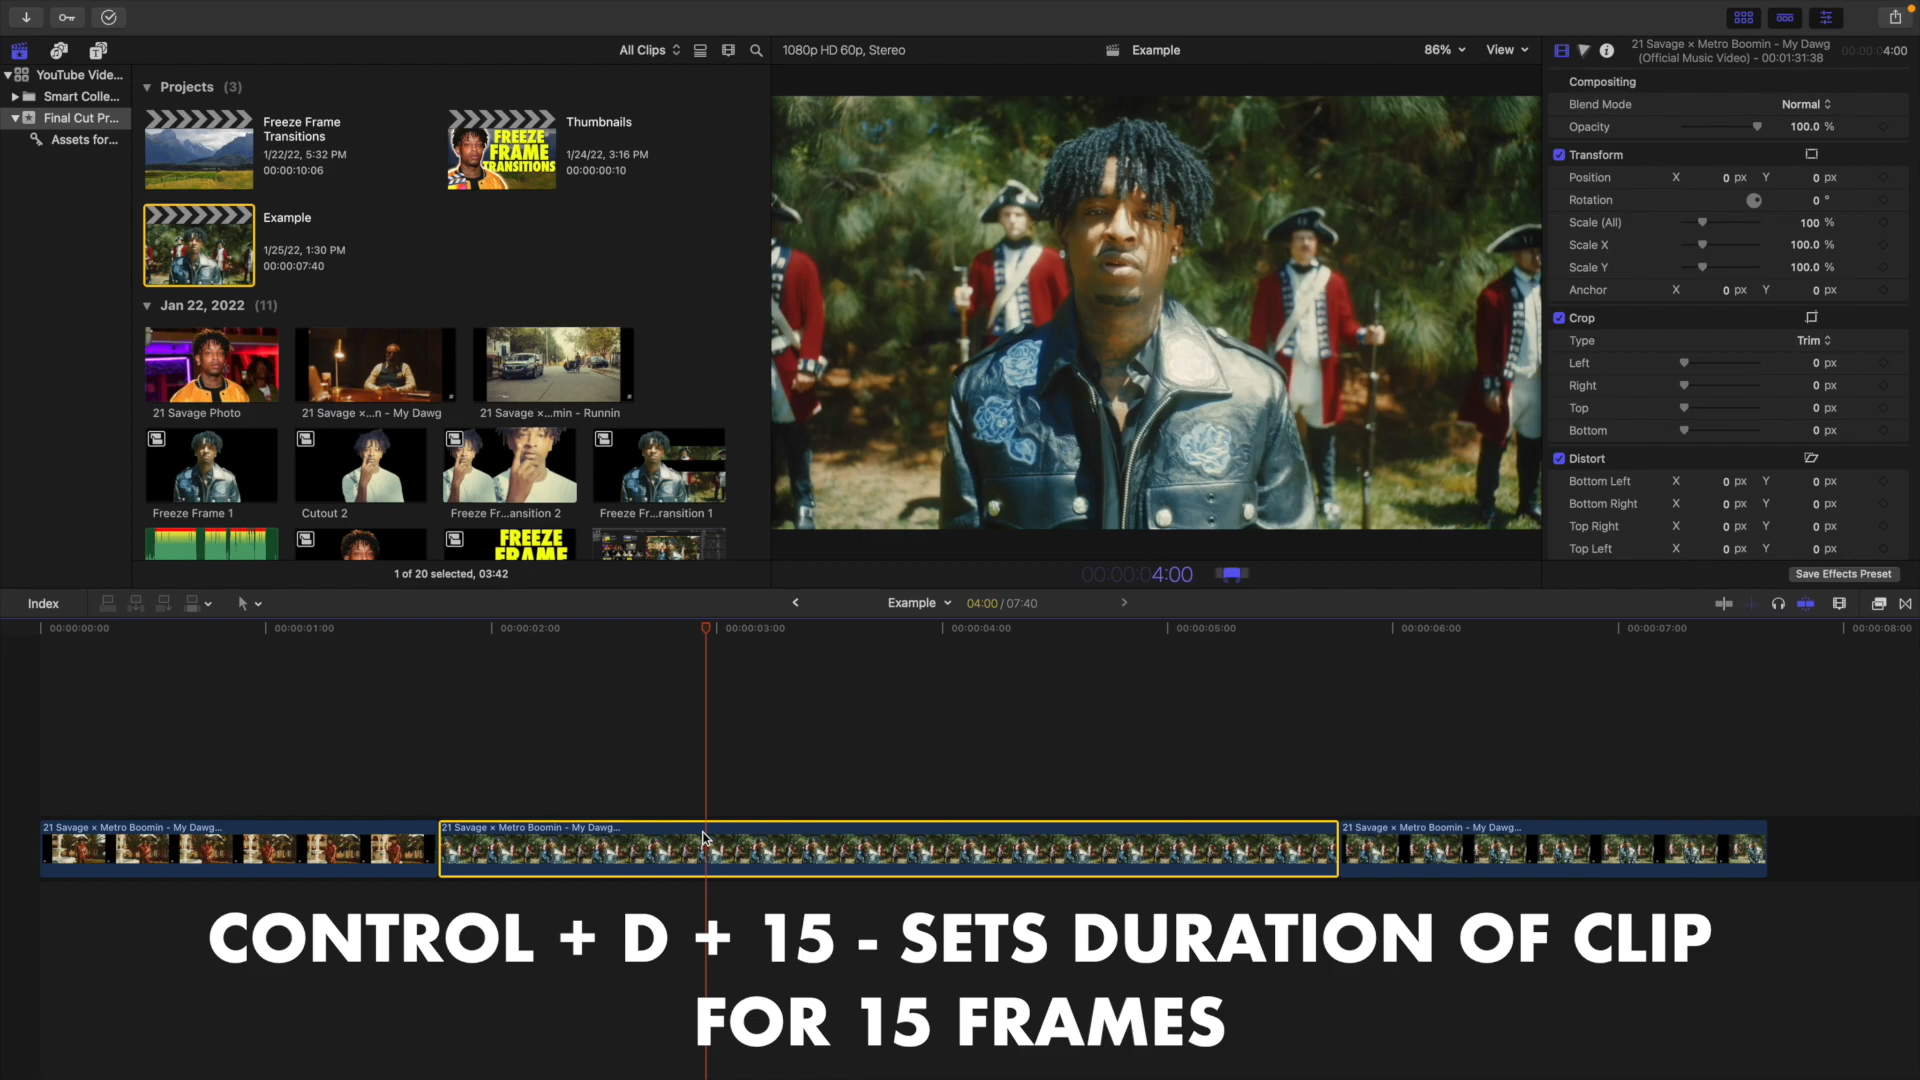 All Clips
1080p HD 60p, Stereo
Example
86%
View
21 Savage × Metro Boomin - My Dawg
(Official Music Video) - 00:01:31:38
00:00:04:00
YouTube Vide...
Smart Colle...
Final Cut Pr...
Assets for...
Projects (3)
Freeze Frame
Transitions
1/22/22, 5:32 PM
00:00:10:06
FREEZE
FRAME
TRANSITIONS
Thumbnails
1/24/22, 3:16 PM
00:00:00:10
Example
1/25/22, 1:30 PM
00:00:07:40
Jan 22, 2022 (11)
21 Savage Photo
21 Savage ×...n - My Dawg
21 Savage ×...min - Runnin
Freeze Frame 1
Cutout 2
Freeze Fr...ansition 2
Freeze Fr...ransition 1
FREEZE
FRAME
1 of 20 selected, 03:42
00:00:04:00
Compositing
Blend Mode Normal
Opacity 100.0 %
Transform
Position X 0 px Y 0 px
Rotation 0 °
Scale (All) 100 %
Scale X 100.0 %
Scale Y 100.0 %
Anchor X 0 px Y 0 px
Crop
Type Trim
Left 0 px
Right 0 px
Top 0 px
Bottom 0 px
Distort
Bottom Left X 0 px Y 0 px
Bottom Right X 0 px Y 0 px
Top Right X 0 px Y 0 px
Top Left X 0 px Y 0 px
Save Effects Preset
Index
Example
04:00 / 07:40
00:00:00:00 00:00:01:00 00:00:02:00 00:00:03:00 00:00:04:00 00:00:05:00 00:00:06:00 00:00:07:00 00:00:08:00
21 Savage × Metro Boomin - My Dawg...
21 Savage × Metro Boomin - My Dawg...
21 Savage × Metro Boomin - My Dawg...
CONTROL + D + 15 - SETS DURATION OF CLIP
FOR 15 FRAMES